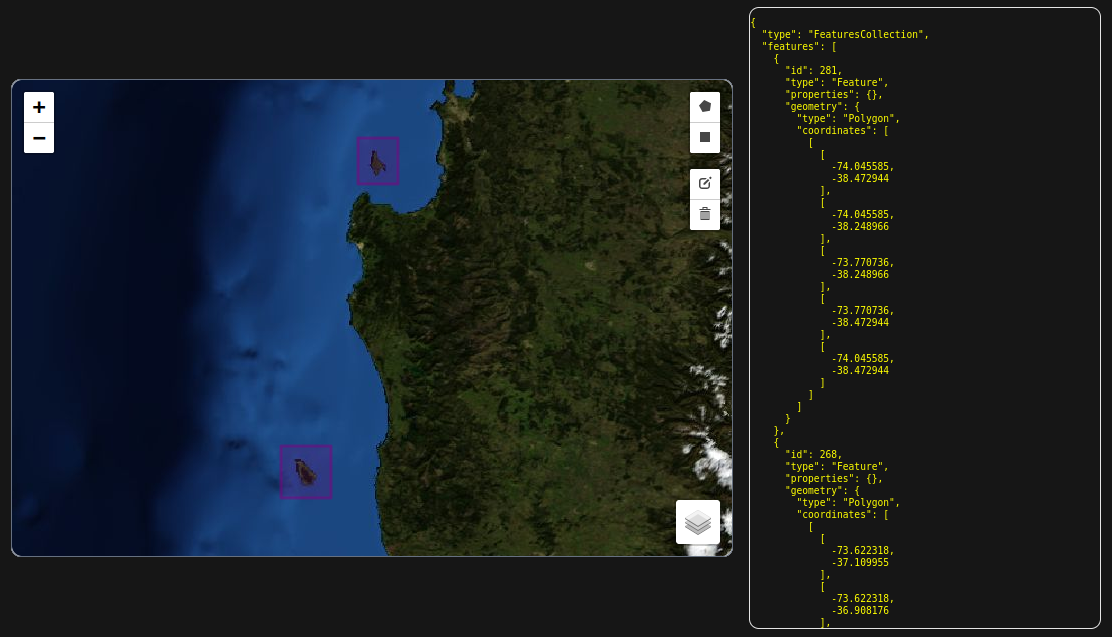 +
−
{
"type": "FeaturesCollection",
"features": [
{
"id": 281,
"type": "Feature",
"properties": {},
"geometry": {
"type": "Polygon",
"coordinates": [
[
[
-74.045585,
-38.472944
],
[
-74.045585,
-38.248966
],
[
-73.770736,
-38.248966
],
[
-73.770736,
-38.472944
],
[
-74.045585,
-38.472944
]
]
]
}
},
{
"id": 268,
"type": "Feature",
"properties": {},
"geometry": {
"type": "Polygon",
"coordinates": [
[
[
-73.622318,
-37.109955
],
[
-73.622318,
-36.908176
],